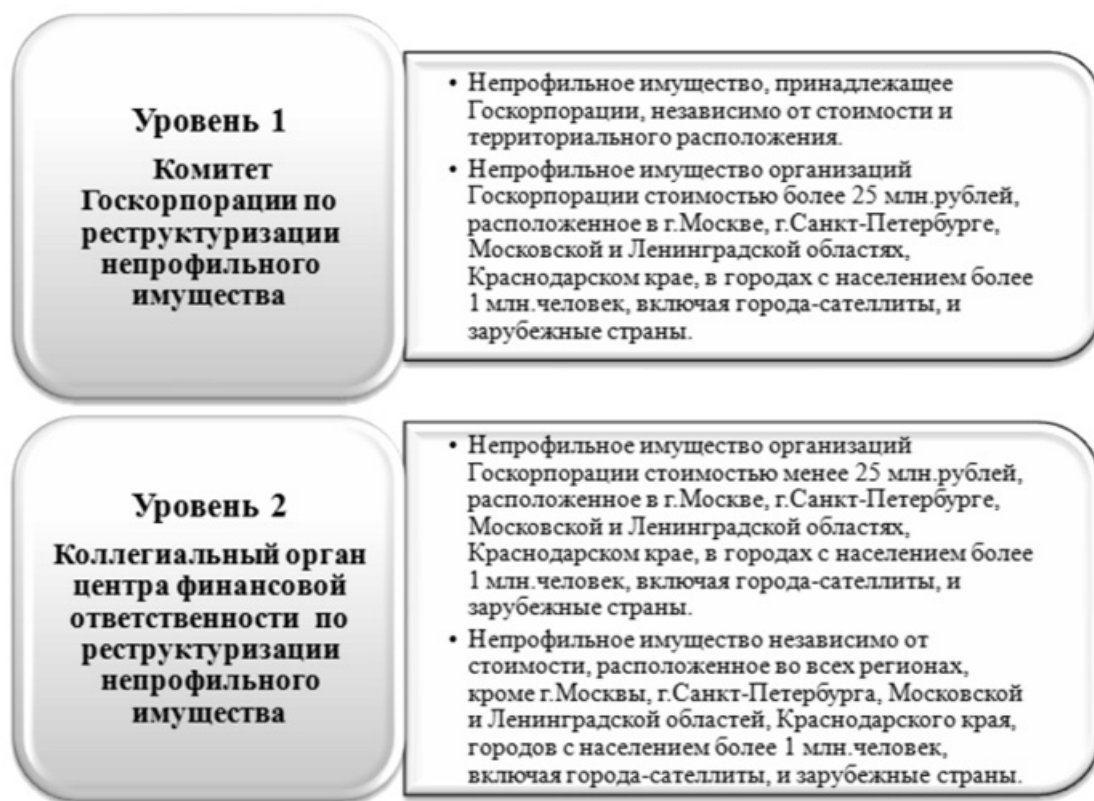 Уровень 1
Комитет
Госкорпорации по
реструктуризации
непрофильного
имущества
• Непрофильное имущество, принадлежащее
Госкорпорации, независимо от стоимости и
территориального расположения.
• Непрофильное имущество организаций
Госкорпорации стоимостью более 25 млн.рублей,
расположенное в г.Москве, г.Санкт-Петербурге,
Московской и Ленинградской областях,
Краснодарском крае, в городах с населением более
1 млн.человек, включая города-сателлиты, и
зарубежные страны.
Уровень 2
Коллегиальный орган
центра финансовой
ответственности по
реструктуризации
непрофильного
имущества
• Непрофильное имущество организаций
Госкорпорации стоимостью менее 25 млн.рублей,
расположенное в г.Москве, г.Санкт-Петербурге,
Московской и Ленинградской областях,
Краснодарском крае, в городах с населением более
1 млн.человек, включая города-сателлиты, и
зарубежные страны.
• Непрофильное имущество независимо от
стоимости, расположенное во всех регионах,
кроме г.Москвы, г.Санкт-Петербурга, Московской
и Ленинградской областей, Краснодарского края,
городов с населением более 1 млн.человек,
включая города-сателлиты, и зарубежные страны.